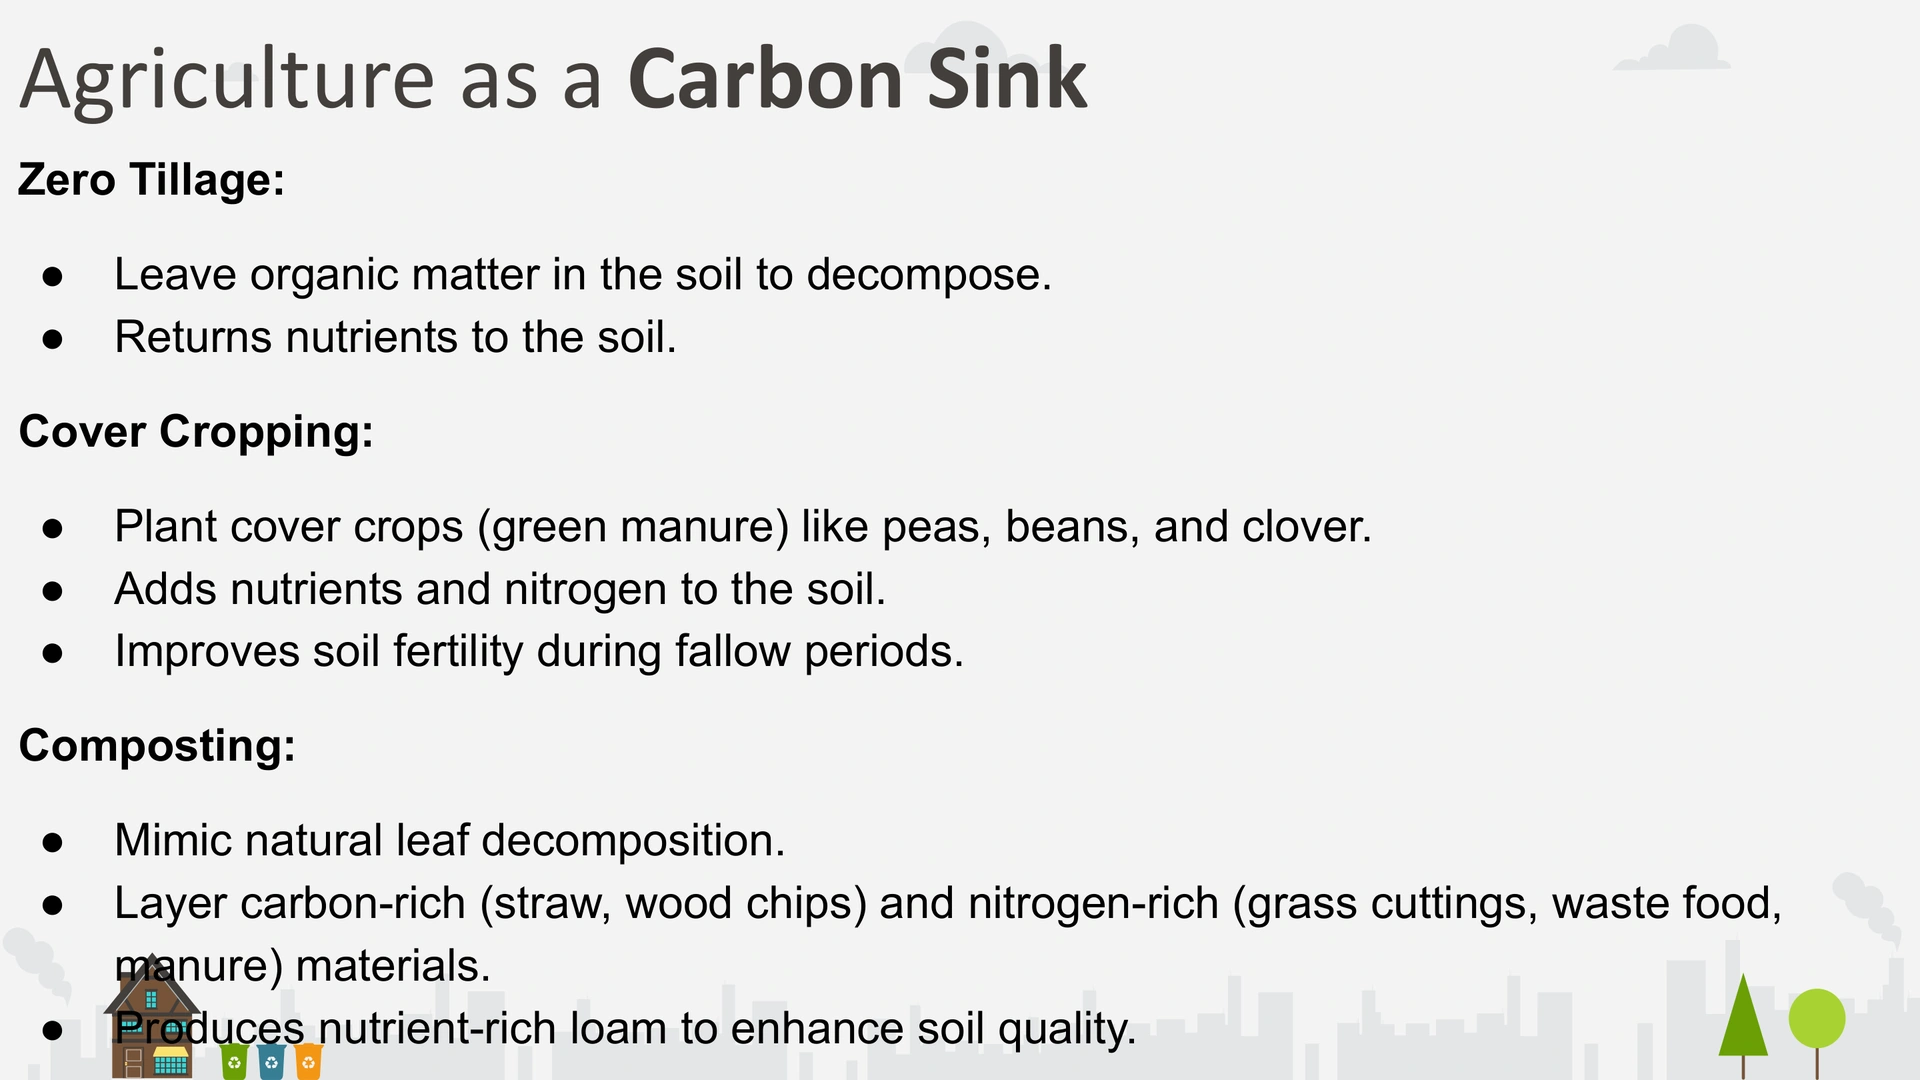 Agriculture as a Carbon Sink
Zero Tillage:
● Leave organic matter in the soil to decompose.
● Returns nutrients to the soil.
Cover Cropping:
● Plant cover crops (green manure) like peas, beans, and clover.
● Adds nutrients and nitrogen to the soil.
● Improves soil fertility during fallow periods.
Composting:
● Mimic natural leaf decomposition.
● Layer carbon-rich (straw, wood chips) and nitrogen-rich (grass cuttings, waste food,
manure) materials.
● Produces nutrient-rich loam to enhance soil quality.